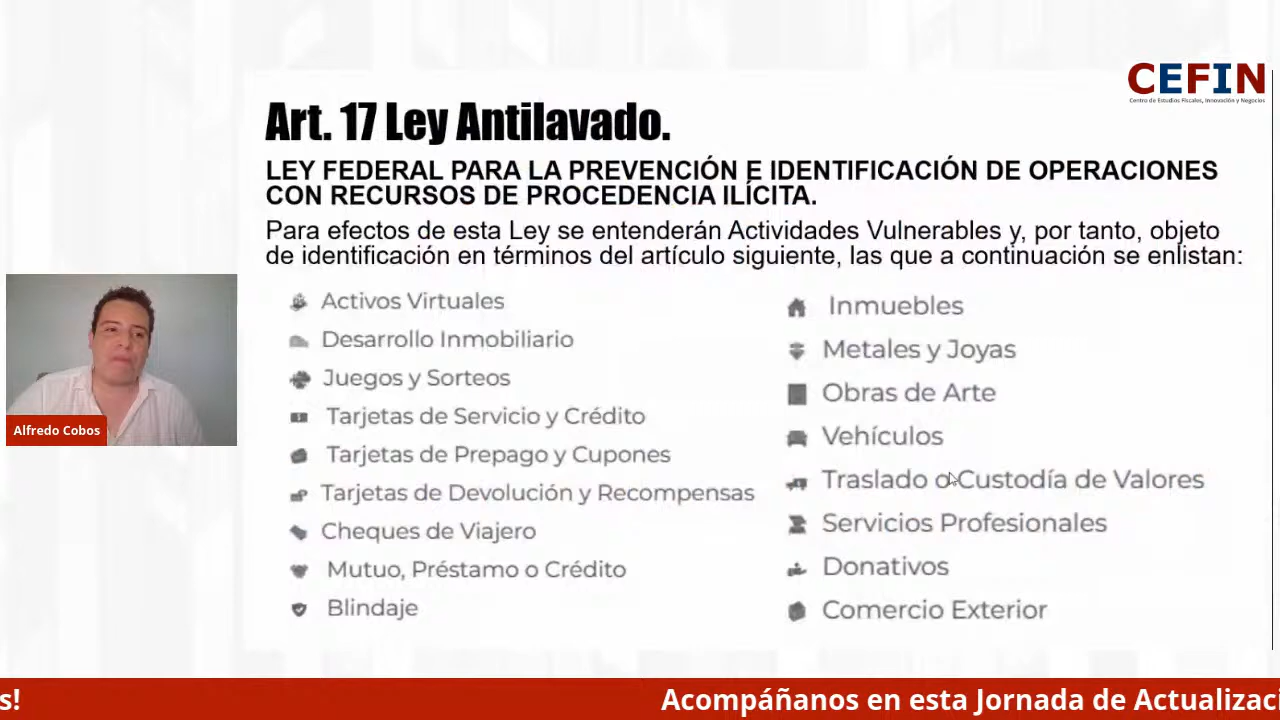 CEFIN
Centro de Estudios Fiscales, Innovación y Negocios
Art. 17 Ley Antilavado.
LEY FEDERAL PARA LA PREVENCIÓN E IDENTIFICACIÓN DE OPERACIONES
CON RECURSOS DE PROCEDENCIA ILÍCITA.
Para efectos de esta Ley se entenderán Actividades Vulnerables y, por tanto, objeto
de identificación en términos del artículo siguiente, las que a continuación se enlistan:
Activos Virtuales
Desarrollo Inmobiliario
Juegos y Sorteos
Tarjetas de Servicio y Crédito
Tarjetas de Prepago y Cupones
Tarjetas de Devolución y Recompensas
Cheques de Viajero
Mutuo, Préstamo o Crédito
Blindaje
Inmuebles
Metales y Joyas
Obras de Arte
Vehículos
Traslado o Custodía de Valores
Servicios Profesionales
Donativos
Comercio Exterior
Alfredo Cobos
s! Acompáñanos en esta Jornada de Actualizaci